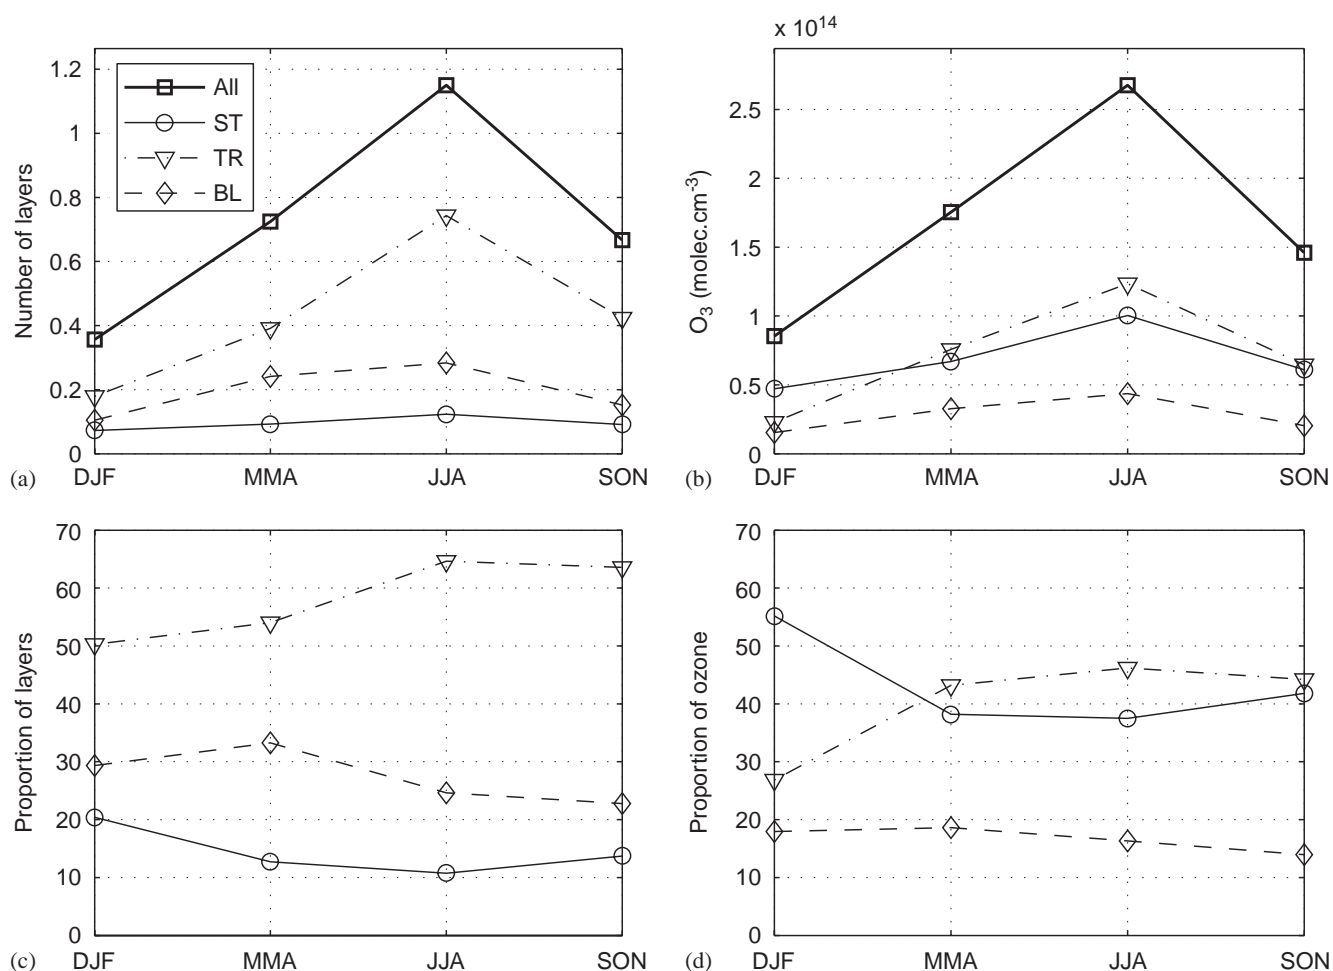 1.2
1
0.8
0.6
0.4
0.2
0
Number of layers
All
ST
TR
BL
(a)
DJF MMA JJA SON
x 10^14
2.5
2
1.5
1
0.5
0
O3 (molec.cm-3)
(b)
DJF MMA JJA SON
70
60
50
40
30
20
10
0
Proportion of layers
(c)
DJF MMA JJA SON
70
60
50
40
30
20
10
0
Proportion of ozone
(d)
DJF MMA JJA SON